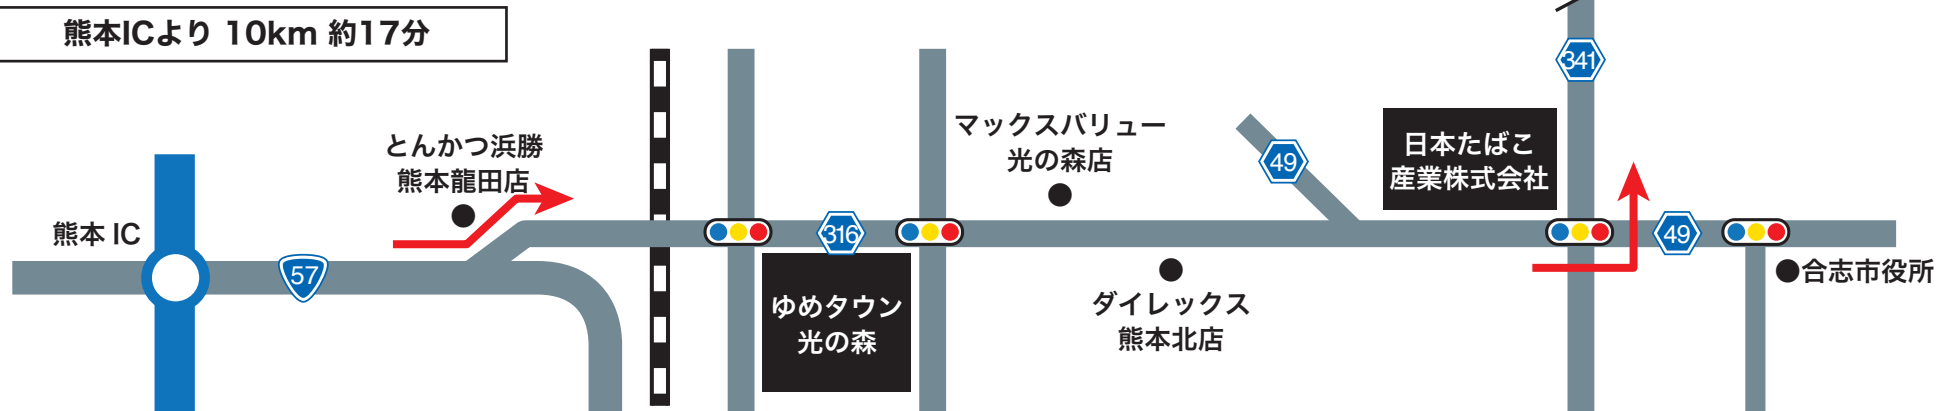 熊本ICより 10km 約17分
341
とんかつ浜勝
熊本龍田店
マックスバリュー
光の森店
日本たばこ
産業株式会社
49
熊本 IC
316
49
57
合志市役所
ゆめタウン
光の森
ダイレックス
熊本北店